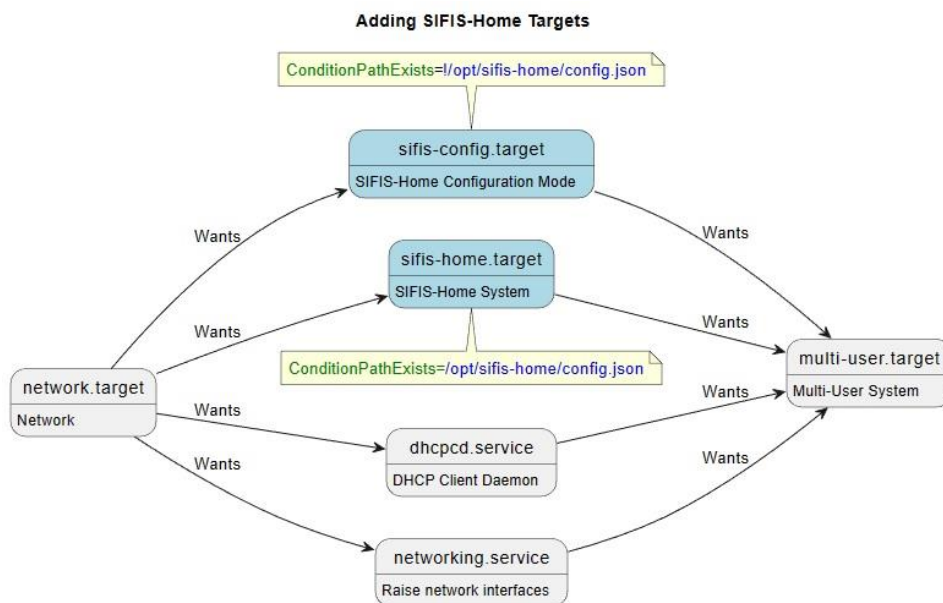 Adding SIFIS-Home Targets
ConditionPathExists=!/opt/sifis-home/config.json
sifis-config.target
SIFIS-Home Configuration Mode
Wants
Wants
sifis-home.target
SIFIS-Home System
Wants
Wants
ConditionPathExists=/opt/sifis-home/config.json
network.target
Network
multi-user.target
Multi-User System
Wants
Wants
dhcpcd.service
DHCP Client Daemon
Wants
Wants
networking.service
Raise network interfaces